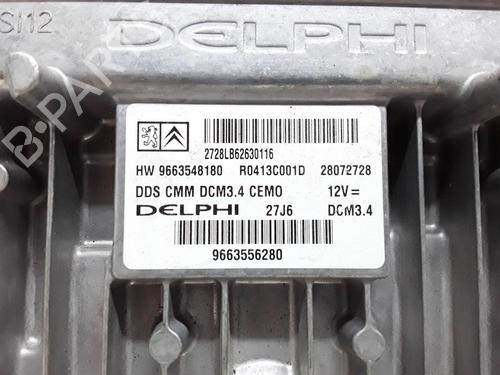 SI12
DELPHI
B-PARTS
2728LB62630116
HW 9663548180 R0413C001D 28072728
DDS CMM DCM3.4 CEMO 12V=
DELPHI 27J6 DCM3.4
9663556280